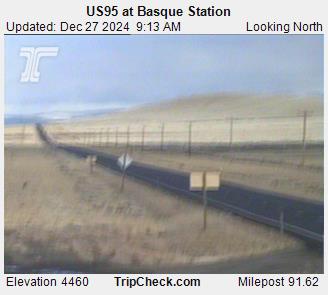 US95 at Basque Station
Updated: Dec 27 2024 9:13 AM Looking North
Elevation 4460 TripCheck.com Milepost 91.62